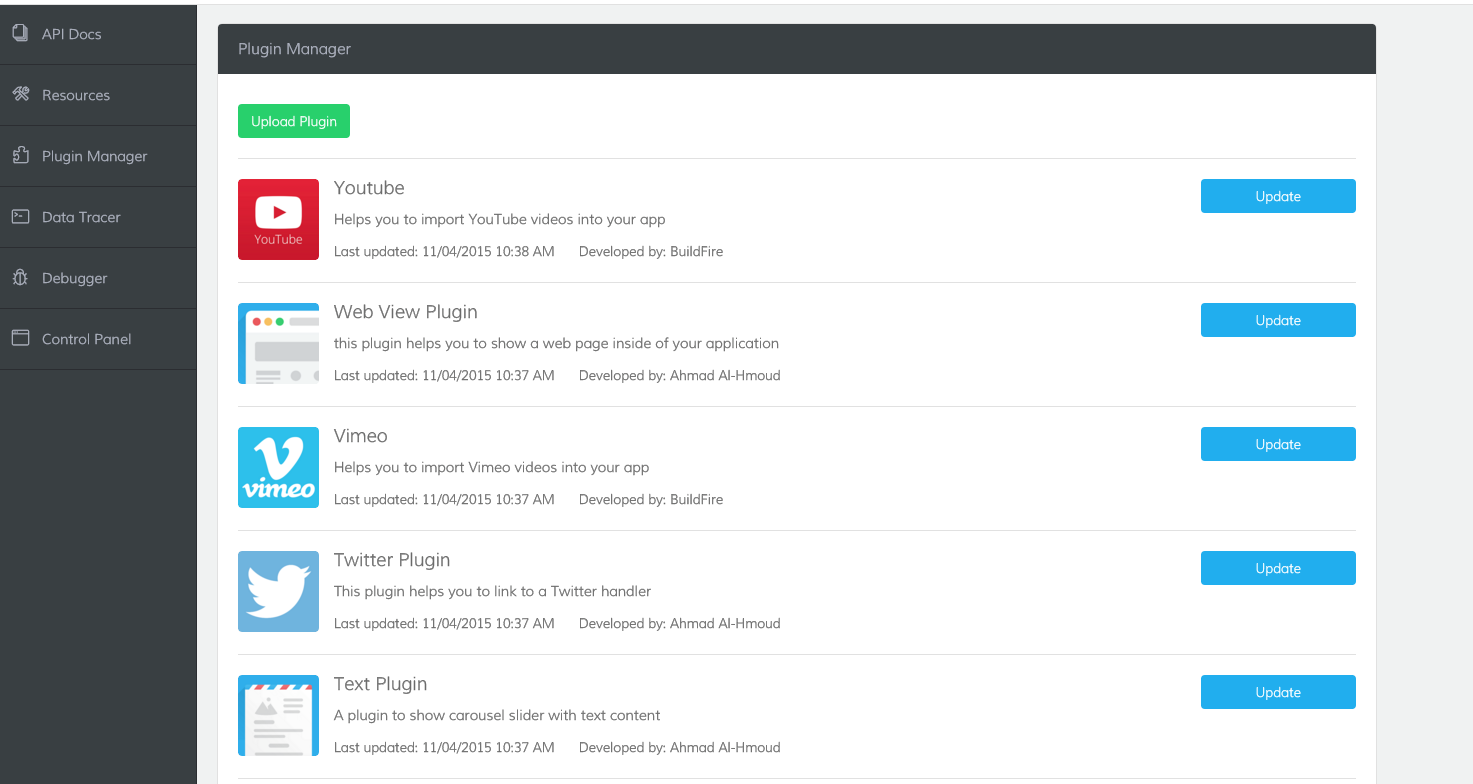 API Docs
Resources
Plugin Manager
Data Tracer
Debugger
Control Panel
Plugin Manager
Upload Plugin
YouTube
Youtube
Helps you to import YouTube videos into your app
Last updated: 11/04/2015 10:38 AM Developed by: BuildFire
Update
Web View Plugin
this plugin helps you to show a web page inside of your application
Last updated: 11/04/2015 10:37 AM Developed by: Ahmad Al-Hmoud
Update
vimeo
Vimeo
Helps you to import Vimeo videos into your app
Last updated: 11/04/2015 10:37 AM Developed by: BuildFire
Update
Twitter Plugin
This plugin helps you to link to a Twitter handler
Last updated: 11/04/2015 10:37 AM Developed by: Ahmad Al-Hmoud
Update
Text Plugin
A plugin to show carousel slider with text content
Last updated: 11/04/2015 10:37 AM Developed by: Ahmad Al-Hmoud
Update